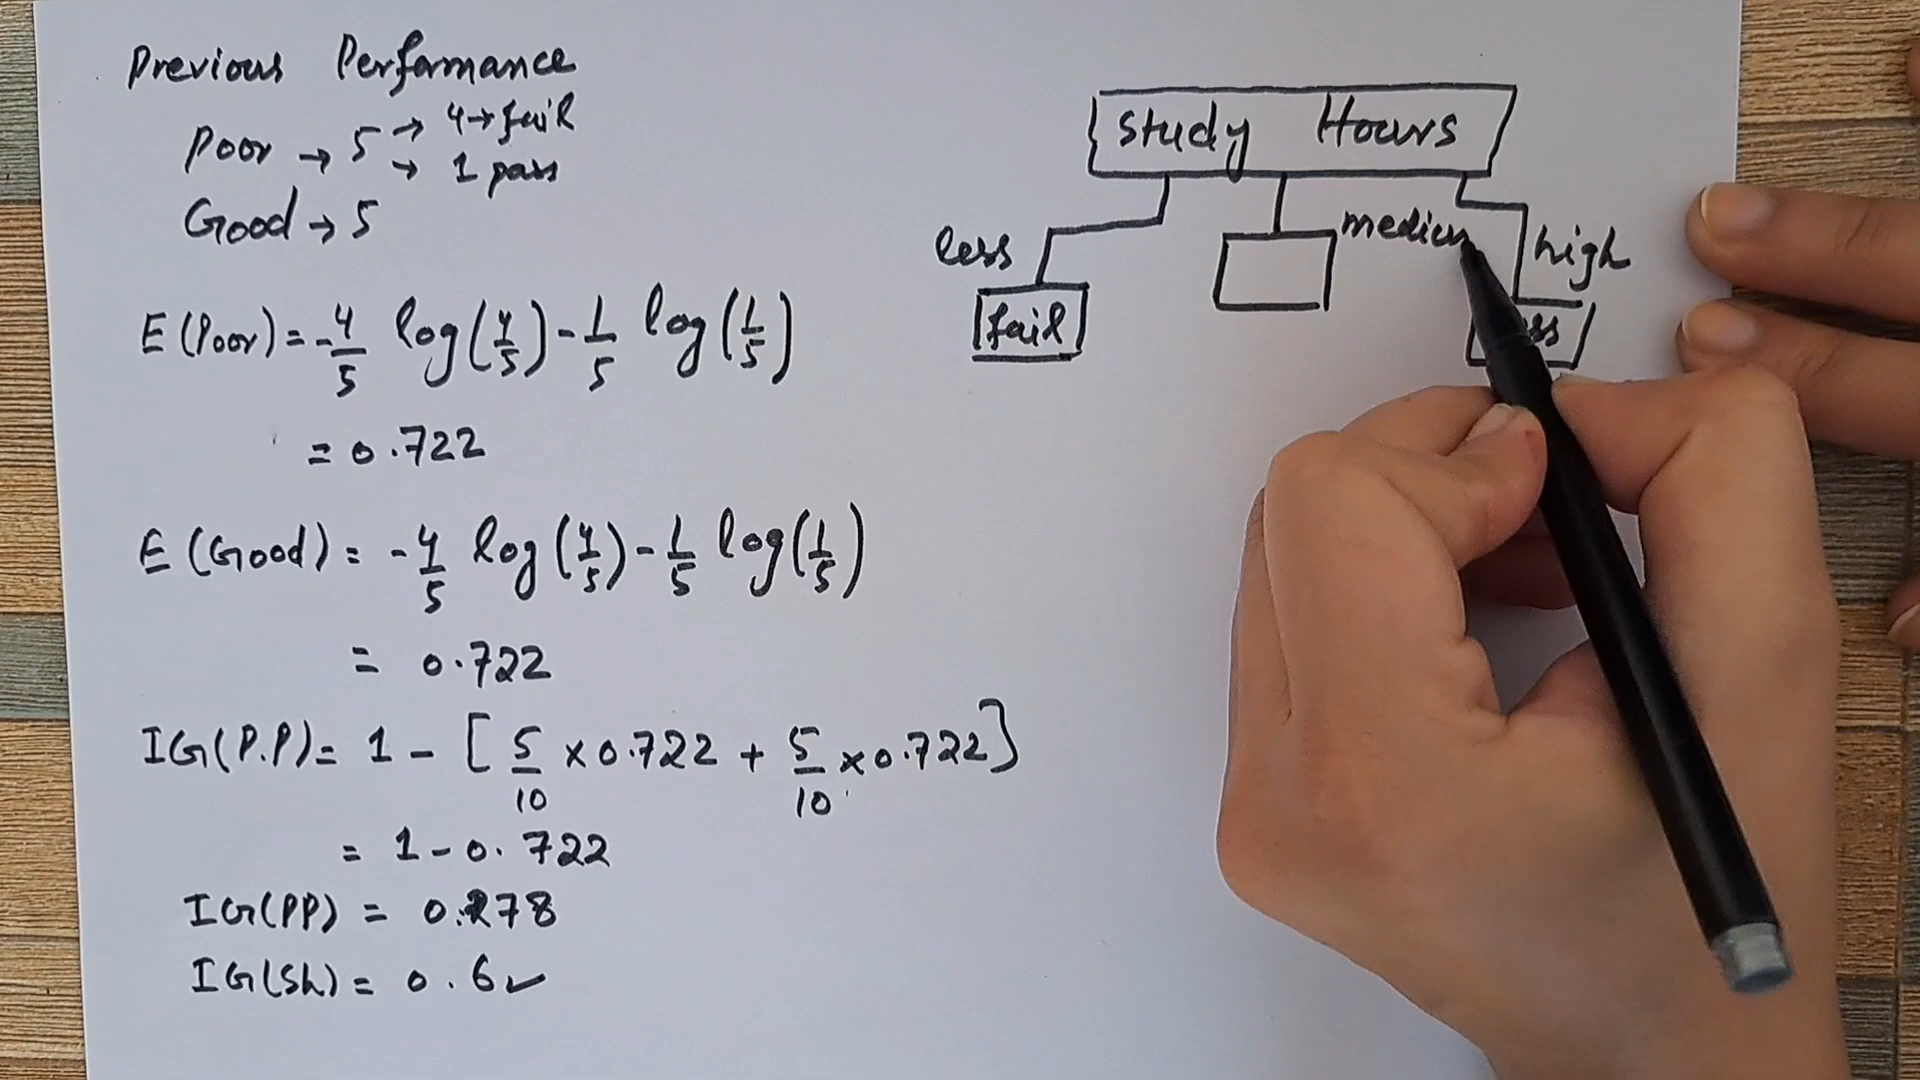 Previous Performance
Poor → 5 → 4 → fail
→ 1 pass
Good → 5
E (Poor) = - 4/5 log (4/5) - 1/5 log (1/5)
= 0.722
E (Good) = - 4/5 log (4/5) - 1/5 log (1/5)
= 0.722
IG (P.P) = 1 - [ 5/10 x 0.722 + 5/10 x 0.722 ]
= 1 - 0.722
IG (PP) = 0.278
IG (Sh) = 0.6 ✓
Study Hours
less
medium
high
fail